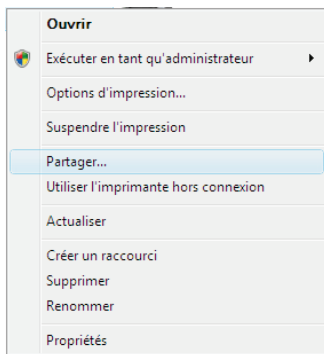 Ouvrir
Exécuter en tant qu'administrateur
Options d'impression...
Suspendre l'impression
Partager...
Utiliser l'imprimante hors connexion
Actualiser
Créer un raccourci
Supprimer
Renommer
Propriétés